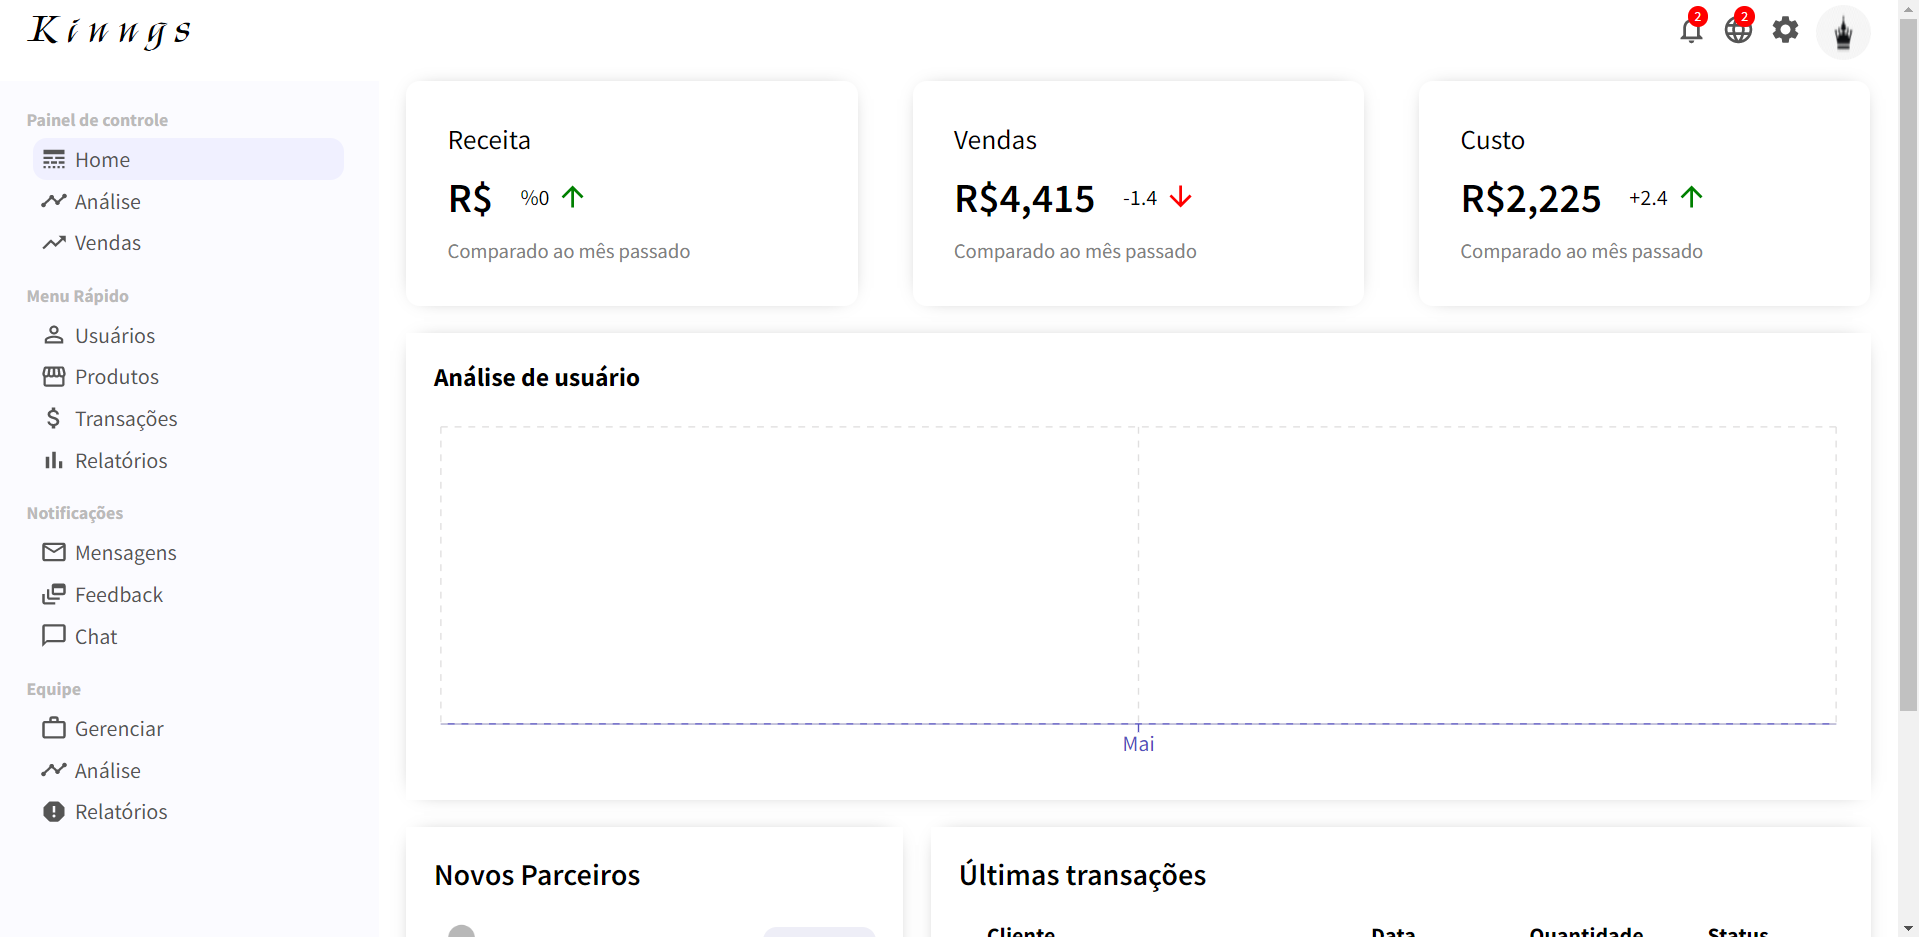 Kinngs
2
2
Painel de controle
Home
Análise
Vendas
Menu Rápido
Usuários
Produtos
Transações
Relatórios
Notificações
Mensagens
Feedback
Chat
Equipe
Gerenciar
Análise
Relatórios
Receita
R$ %0
Comparado ao mês passado
Vendas
R$4,415 -1.4
Comparado ao mês passado
Custo
R$2,225 +2.4
Comparado ao mês passado
Análise de usuário
Mai
Novos Parceiros
Últimas transações
Cliente Data Quantidade Status